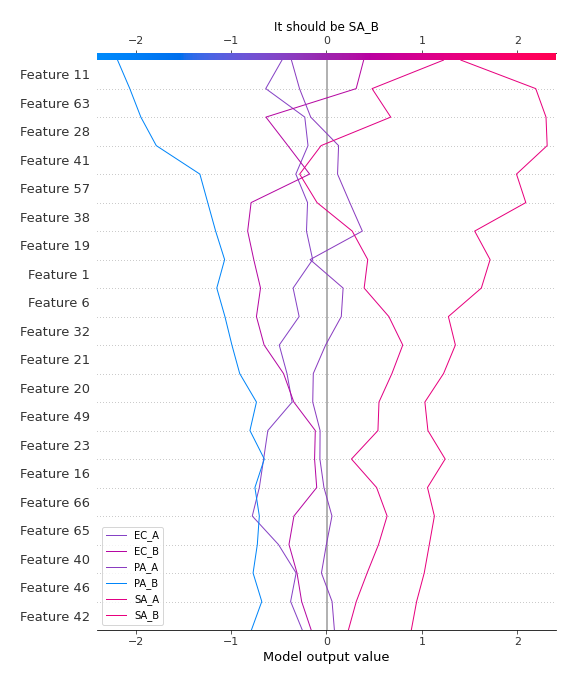 It should be SA_B
−2 −1 0 1 2
Feature 11
Feature 63
Feature 28
Feature 41
Feature 57
Feature 38
Feature 19
Feature 1
Feature 6
Feature 32
Feature 21
Feature 20
Feature 49
Feature 23
Feature 16
Feature 66
Feature 65
Feature 40
Feature 46
Feature 42
EC_A
EC_B
PA_A
PA_B
SA_A
SA_B
−2 −1 0 1 2
Model output value